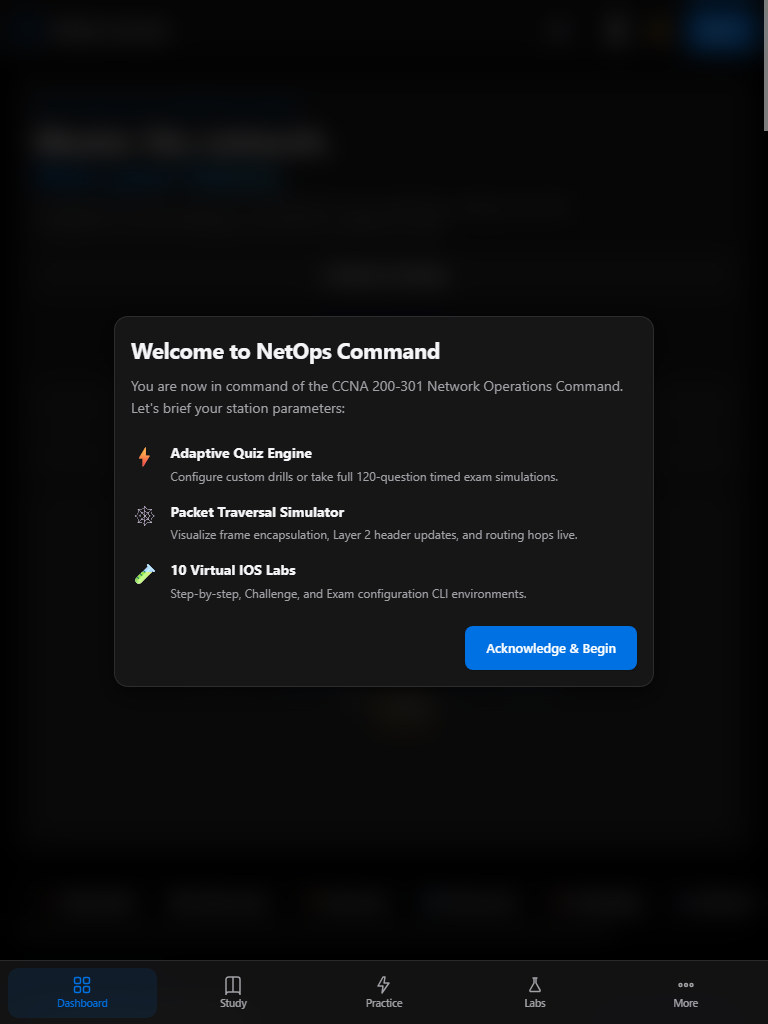 Welcome to NetOps Command
You are now in command of the CCNA 200-301 Network Operations Command.
Let's brief your station parameters:
Adaptive Quiz Engine
Configure custom drills or take full 120-question timed exam simulations.
Packet Traversal Simulator
Visualize frame encapsulation, Layer 2 header updates, and routing hops live.
10 Virtual IOS Labs
Step-by-step, Challenge, and Exam configuration CLI environments.
Acknowledge & Begin
Dashboard
Study
Practice
Labs
More